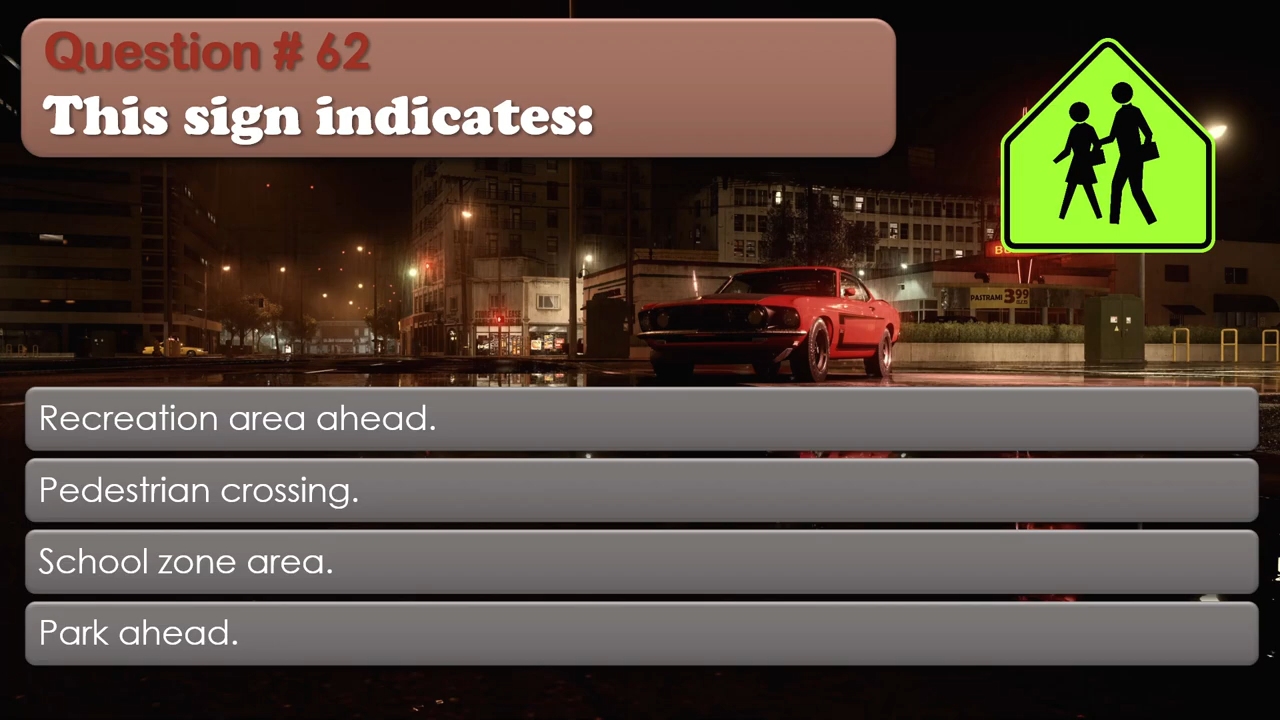 Question # 62
This sign indicates:
PASTRAMI 3.99
Recreation area ahead.
Pedestrian crossing.
School zone area.
Park ahead.